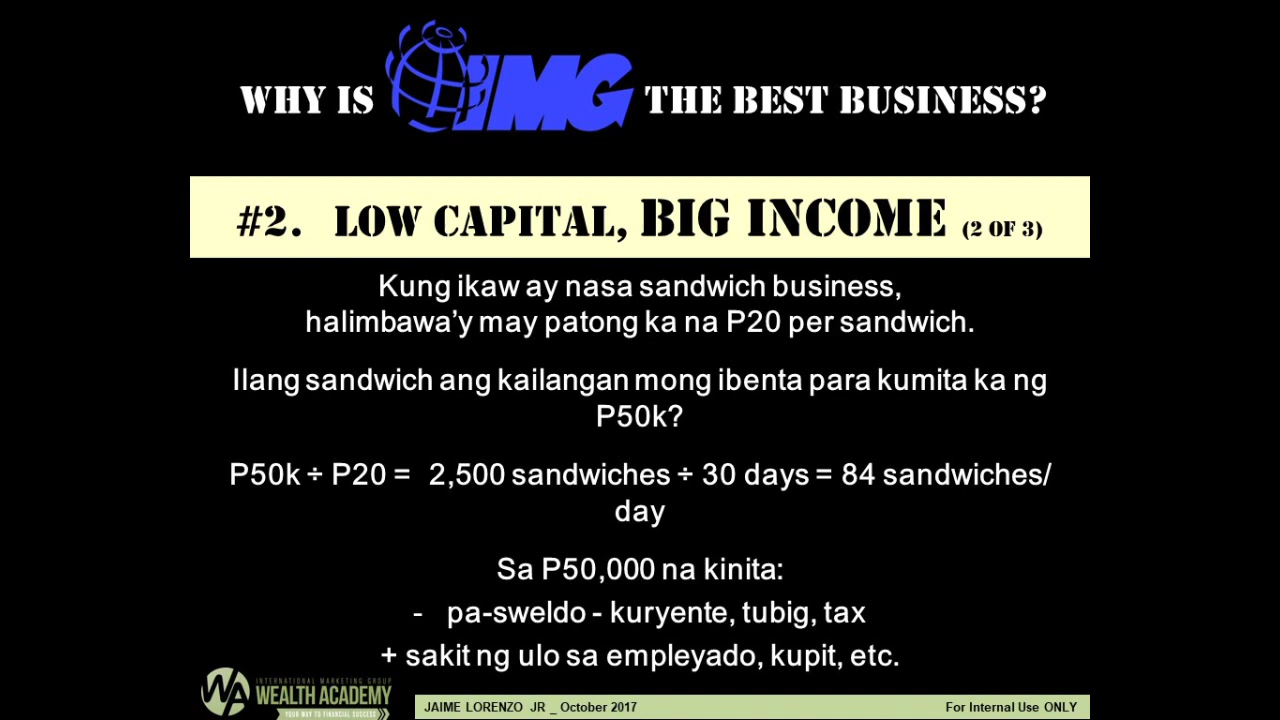 WHY IS IMG THE BEST BUSINESS?
#2. LOW CAPITAL, BIG INCOME (2 OF 3)
Kung ikaw ay nasa sandwich business,
halimbawa’y may patong ka na P20 per sandwich.
Ilang sandwich ang kailangan mong ibenta para kumita ka ng
P50k?
P50k ÷ P20 = 2,500 sandwiches ÷ 30 days = 84 sandwiches/
day
Sa P50,000 na kinita:
- pa-sweldo - kuryente, tubig, tax
+ sakit ng ulo sa empleyado, kupit, etc.
WA
INTERNATIONAL MARKETING GROUP
WEALTH ACADEMY
YOUR WAY TO FINANCIAL SUCCESS
JAIME LORENZO JR _ October 2017
For Internal Use ONLY